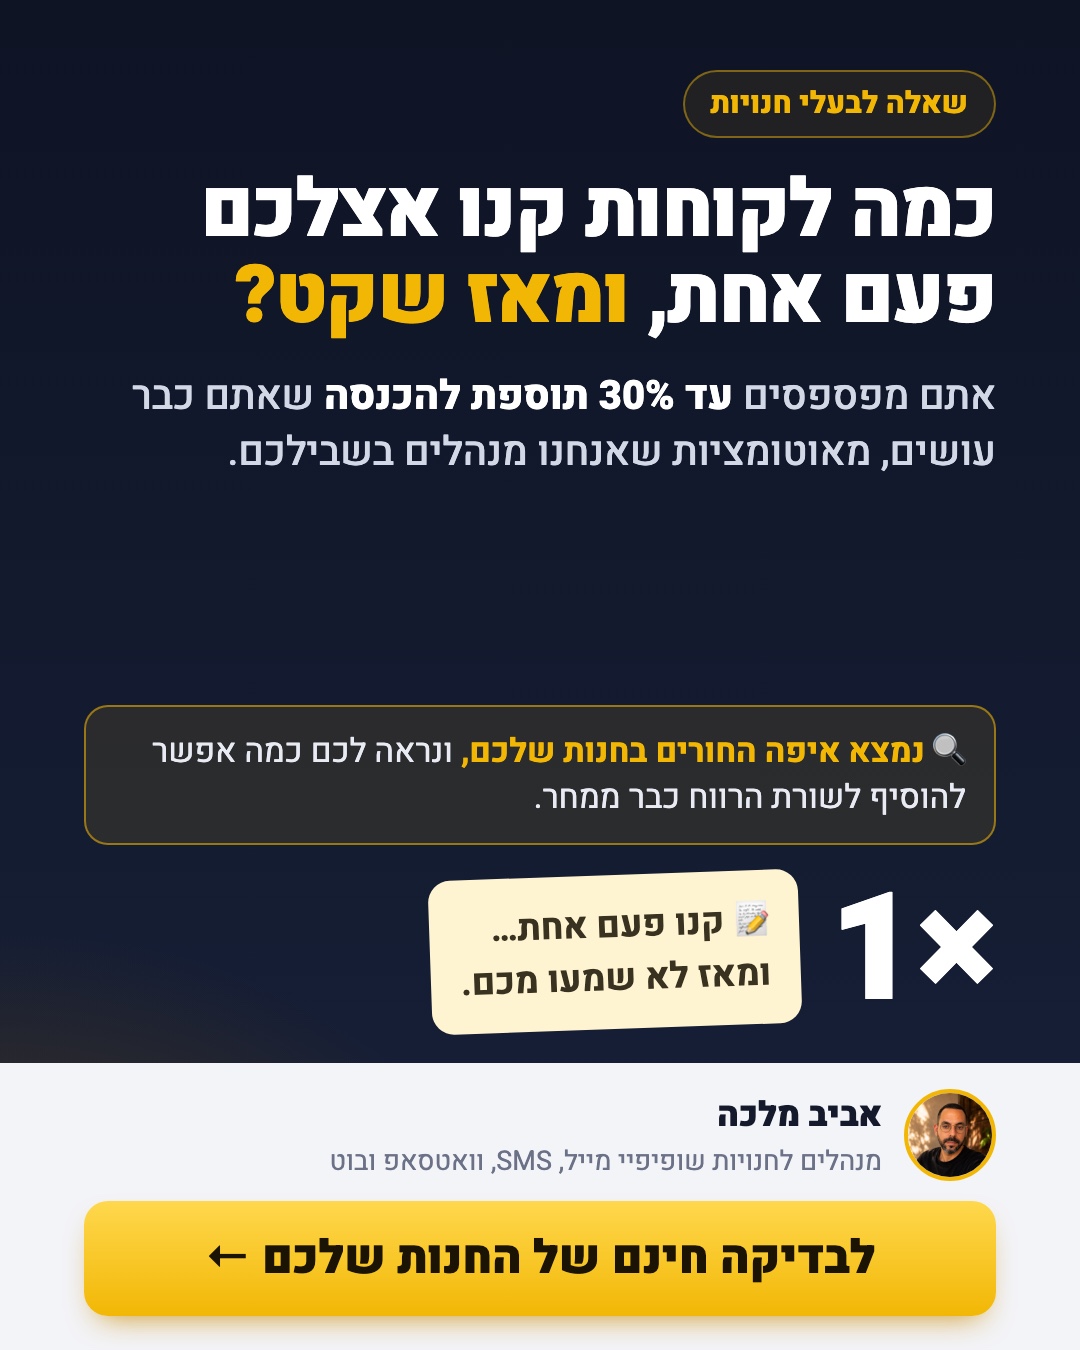 שאלה לבעלי חנויות
כמה לקוחות קנו אצלכם
פעם אחת, ומאז שקט?
אתם מפספסים עד 30% תוספת להכנסה שאתם כבר
עושים, מאוטומציות שאנחנו מנהלים בשבילכם.
🔍 נמצא איפה החורים בחנות שלכם, ונראה לכם כמה אפשר
להוסיף לשורת הרווח כבר ממחר.
1×
📝 קנו פעם אחת...
ומאז לא שמעו מכם.
אביב מלכה
מנהלים לחנויות שופיפיי מייל, SMS, וואטסאפ ובוט
לבדיקה חינם של החנות שלכם ←